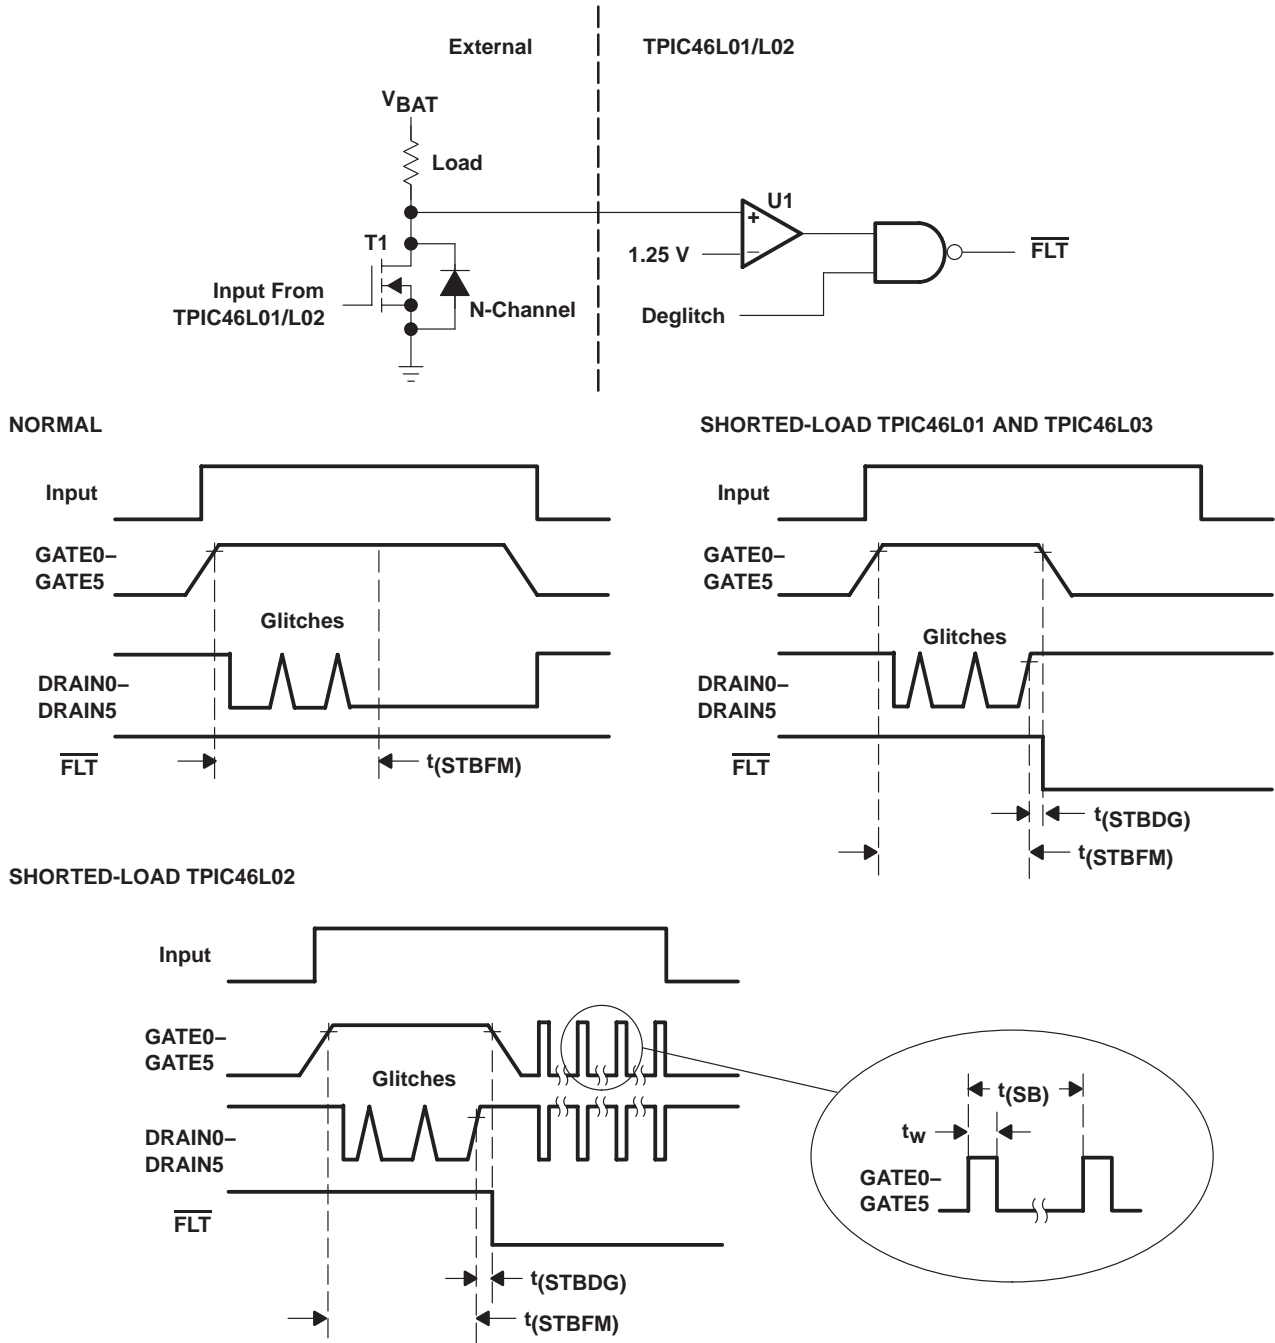 External
TPIC46L01/L02
VBAT
Load
U1
+
–
T1
1.25 V
FLT
Input From
TPIC46L01/L02
N-Channel
Deglitch
NORMAL
Input
GATE0–
GATE5
Glitches
DRAIN0–
DRAIN5
FLT
t(STBFM)
SHORTED-LOAD TPIC46L01 AND TPIC46L03
Input
GATE0–
GATE5
Glitches
DRAIN0–
DRAIN5
FLT
t(STBDG)
t(STBFM)
SHORTED-LOAD TPIC46L02
Input
GATE0–
GATE5
Glitches
DRAIN0–
DRAIN5
FLT
t(STBDG)
t(STBFM)
t(SB)
tw
GATE0–
GATE5